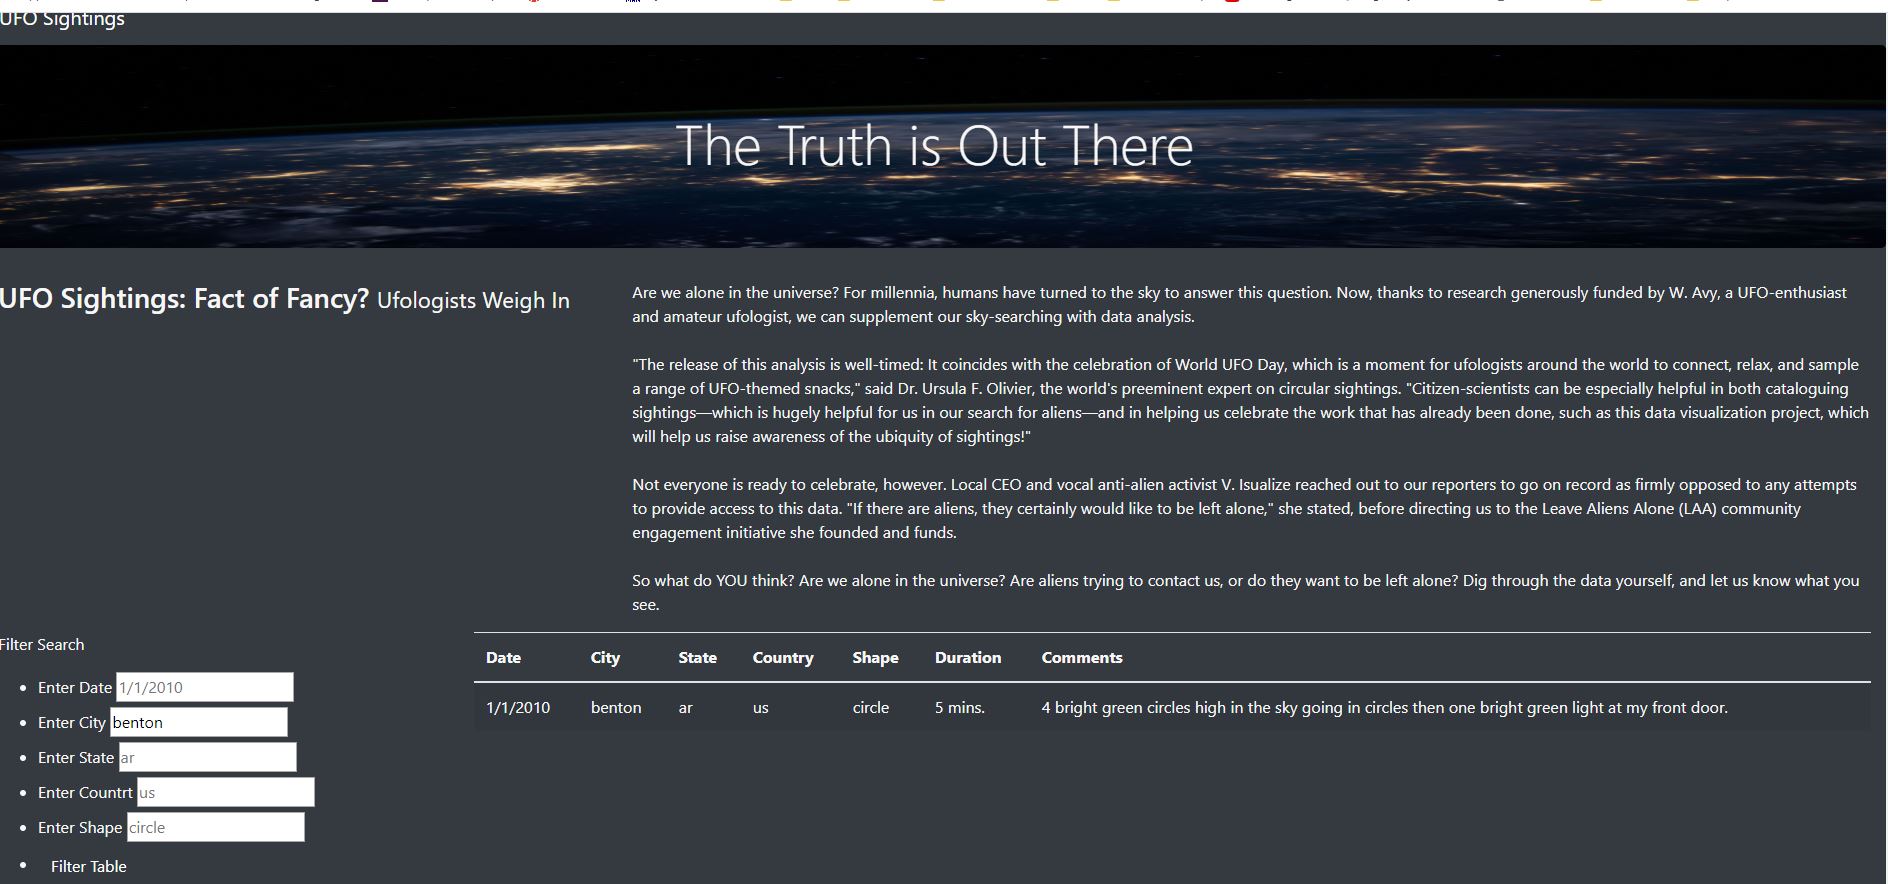 UFO Sightings
The Truth is Out There
UFO Sightings: Fact of Fancy? Ufologists Weigh In
Are we alone in the universe? For millennia, humans have turned to the sky to answer this question. Now, thanks to research generously funded by W. Avy, a UFO-enthusiast
and amateur ufologist, we can supplement our sky-searching with data analysis.
"The release of this analysis is well-timed: It coincides with the celebration of World UFO Day, which is a moment for ufologists around the world to connect, relax, and sample
a range of UFO-themed snacks," said Dr. Ursula F. Olivier, the world's preeminent expert on circular sightings. "Citizen-scientists can be especially helpful in both cataloguing
sightings—which is hugely helpful for us in our search for aliens—and in helping us celebrate the work that has already been done, such as this data visualization project, which
will help us raise awareness of the ubiquity of sightings!"
Not everyone is ready to celebrate, however. Local CEO and vocal anti-alien activist V. Isualize reached out to our reporters to go on record as firmly opposed to any attempts
to provide access to this data. "If there are aliens, they certainly would like to be left alone," she stated, before directing us to the Leave Aliens Alone (LAA) community
engagement initiative she founded and funds.
So what do YOU think? Are we alone in the universe? Are aliens trying to contact us, or do they want to be left alone? Dig through the data yourself, and let us know what you
see.
Filter Search
Enter Date 1/1/2010
Enter City benton
Enter State ar
Enter Countrt us
Enter Shape circle
Filter Table
Date City State Country Shape Duration Comments
1/1/2010 benton ar us circle 5 mins. 4 bright green circles high in the sky going in circles then one bright green light at my front door.